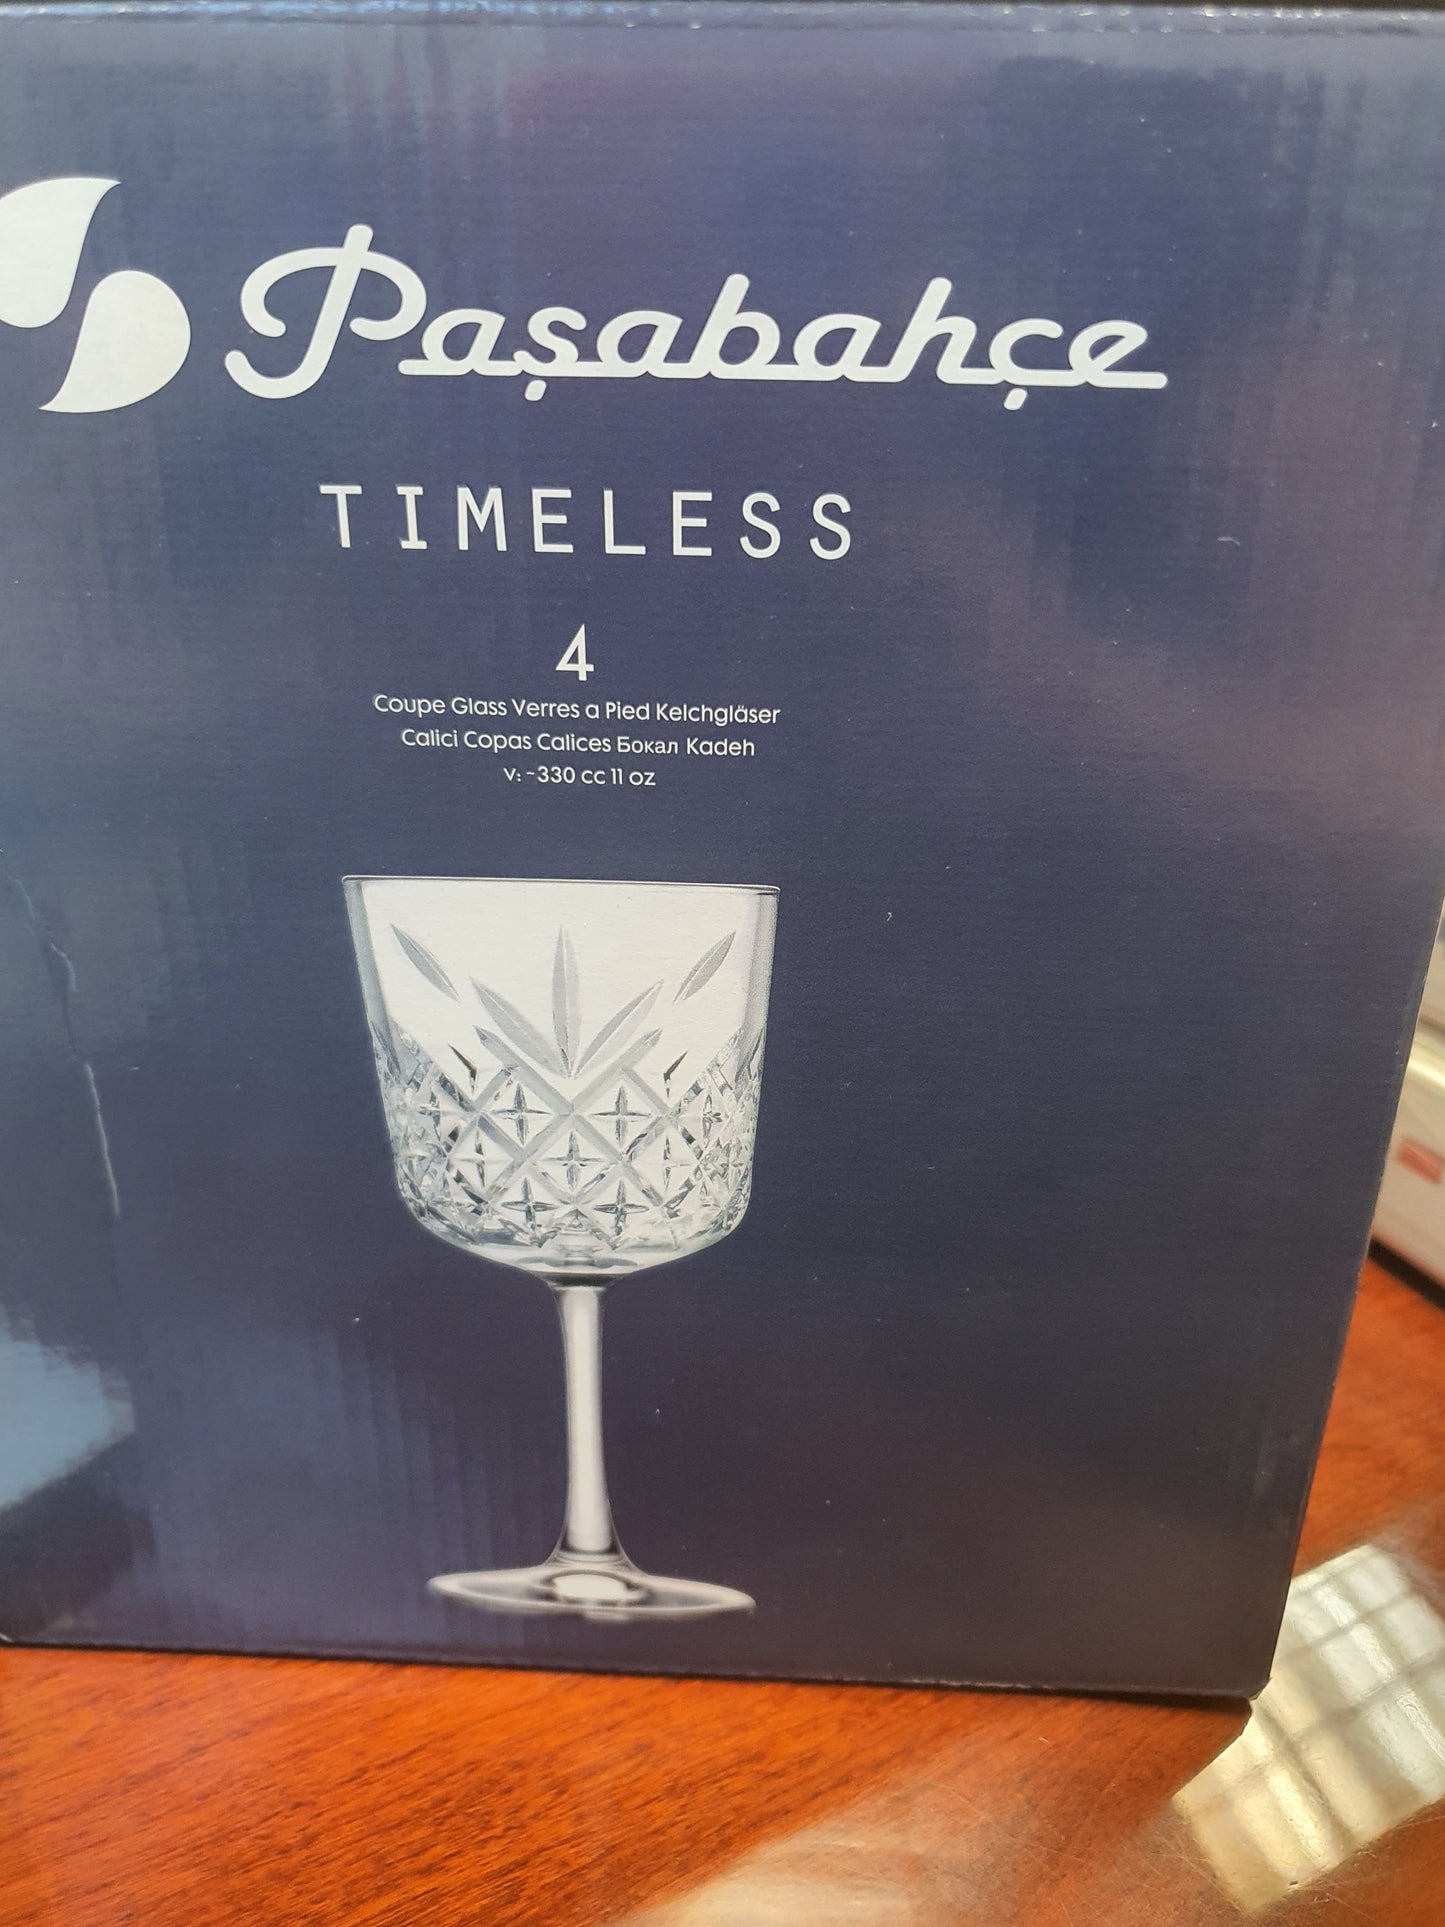 Paşabahçe
TIMELESS
4
Coupe Glass Verres a Pied Kelchgläser
Calici Copas Calices Бокал Kadeh
v: ~330 cc 11 oz